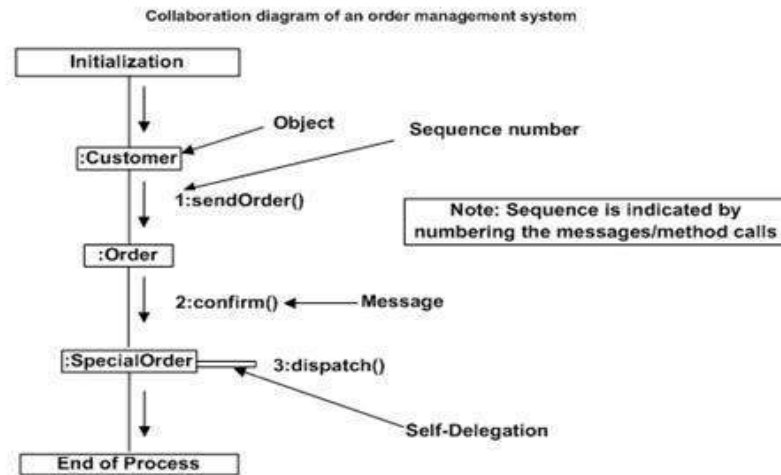 Collaboration diagram of an order management system
Initialization
Object
Sequence number
:Customer
1:sendOrder()
Note: Sequence is indicated by
numbering the messages/method calls
:Order
2:confirm()
Message
:SpecialOrder
3:dispatch()
Self-Delegation
End of Process